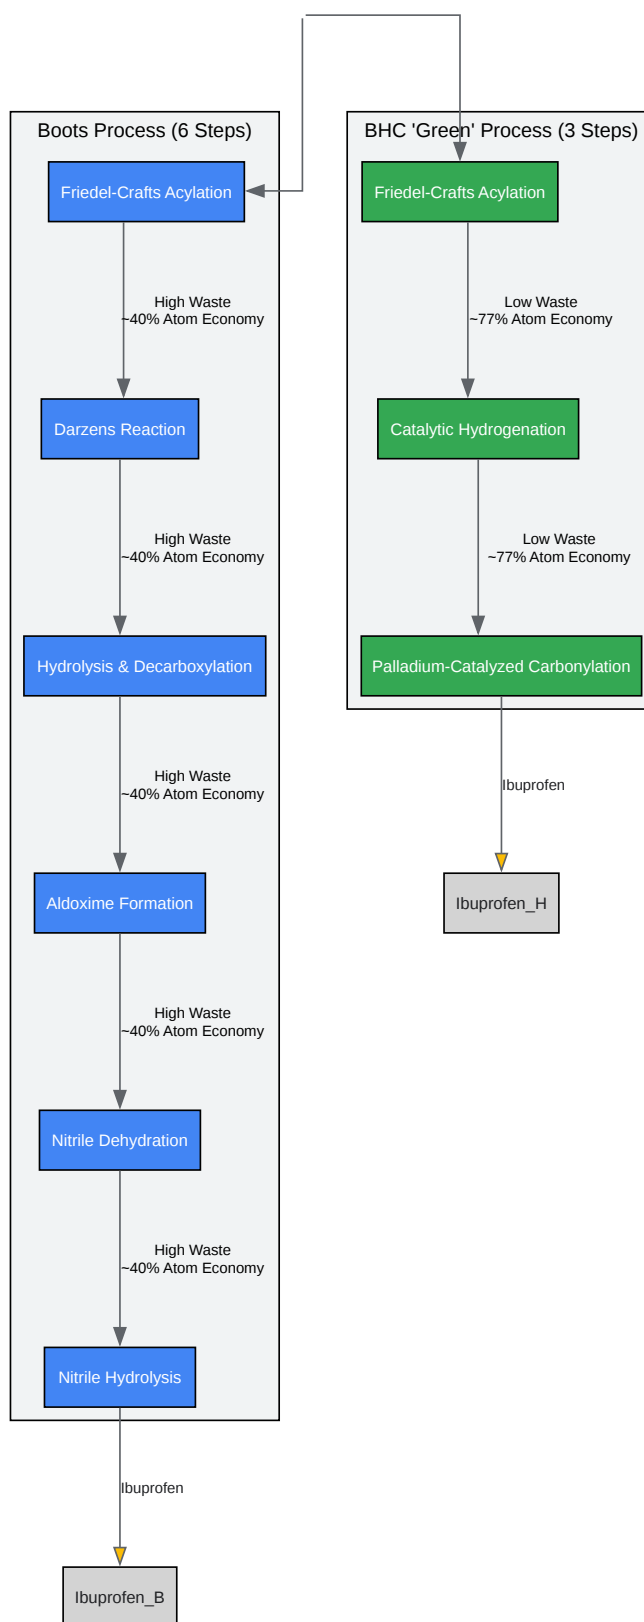 Boots Process (6 Steps)
Friedel-Crafts Acylation
High Waste
~40% Atom Economy
Darzens Reaction
High Waste
~40% Atom Economy
Hydrolysis & Decarboxylation
High Waste
~40% Atom Economy
Aldoxime Formation
High Waste
~40% Atom Economy
Nitrile Dehydration
High Waste
~40% Atom Economy
Nitrile Hydrolysis
Ibuprofen
Ibuprofen_B
BHC 'Green' Process (3 Steps)
Friedel-Crafts Acylation
Low Waste
~77% Atom Economy
Catalytic Hydrogenation
Low Waste
~77% Atom Economy
Palladium-Catalyzed Carbonylation
Ibuprofen
Ibuprofen_H